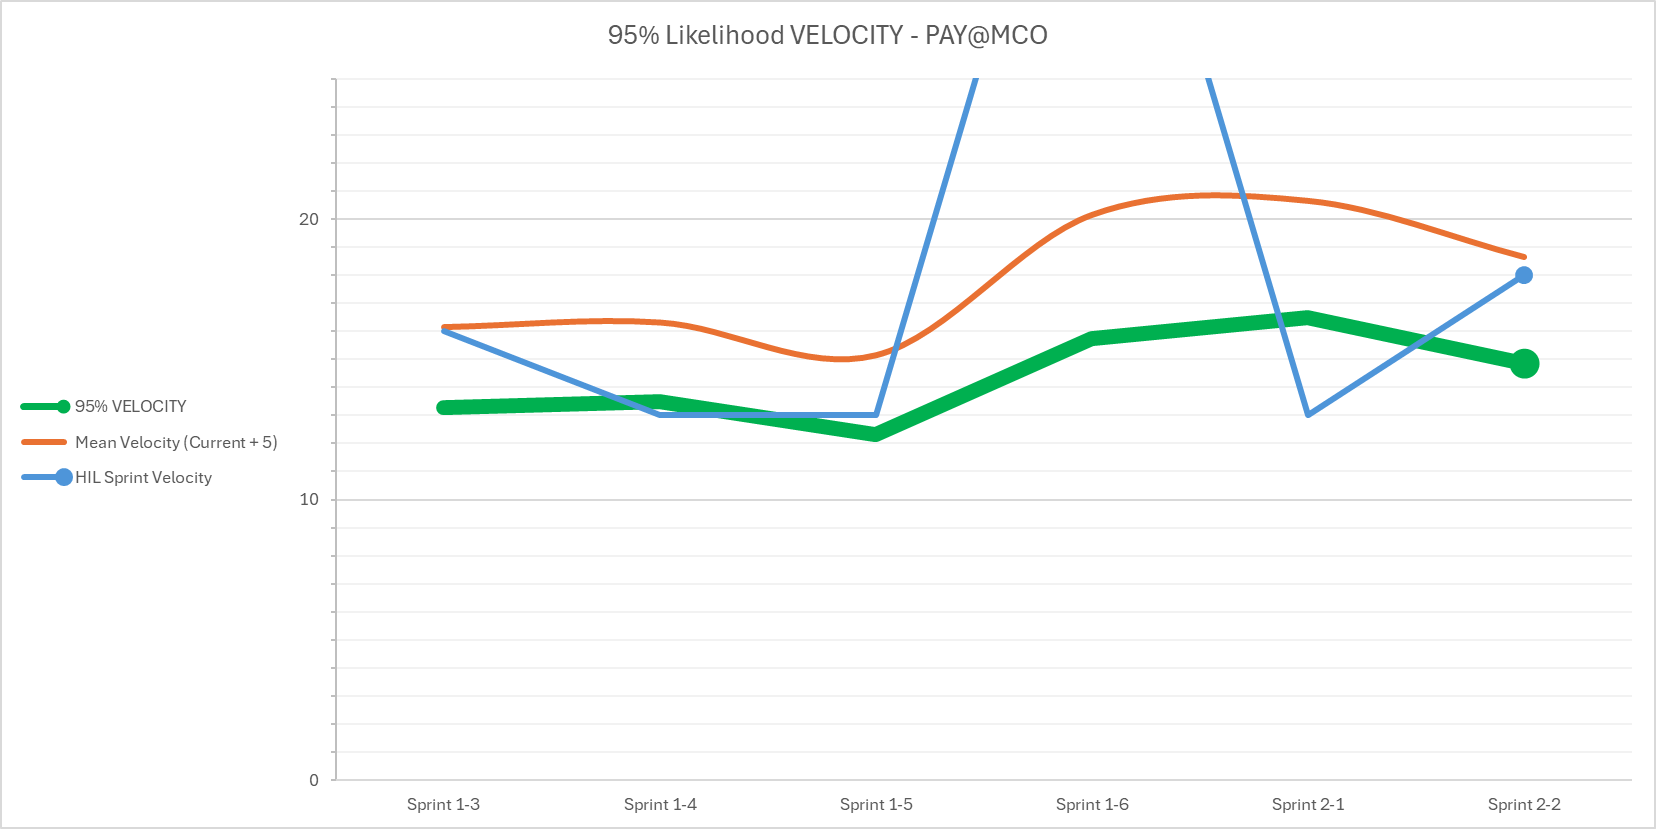 95% Likelihood VELOCITY - PAY@MCO
20
10
0
95% VELOCITY
Mean Velocity (Current + 5)
HIL Sprint Velocity
Sprint 1-3
Sprint 1-4
Sprint 1-5
Sprint 1-6
Sprint 2-1
Sprint 2-2